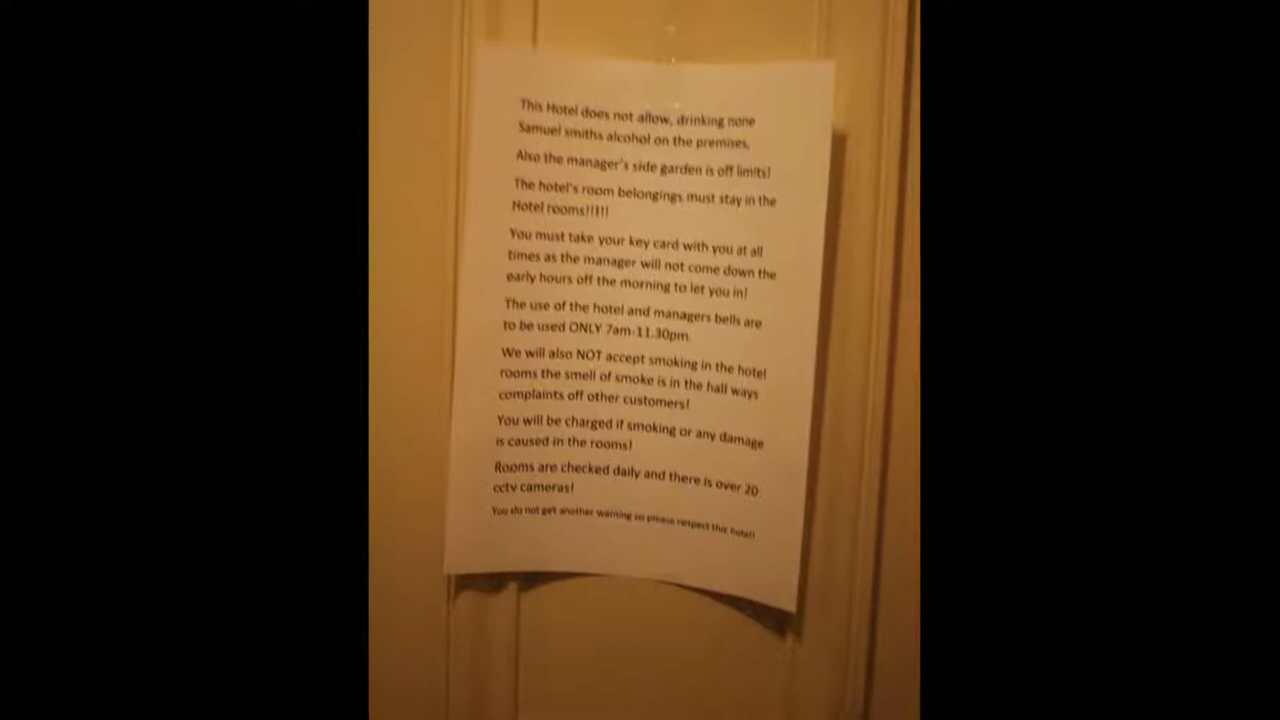 This Hotel does not allow, drinking none
Samuel smiths alcohol on the premises,
Also the manager's side garden is off limits!
The hotel's room belongings must stay in the
Hotel rooms!!!!!
You must take your key card with you at all
times as the manager will not come down the
early hours off the morning to let you in!
The use of the hotel and managers bells are
to be used ONLY 7am-11.30pm.
We will also NOT accept smoking in the hotel
rooms the smell of smoke is in the hall ways
complaints off other customers!
You will be charged if smoking or any damage
is caused in the rooms!
Rooms are checked daily and there is over 20
cctv cameras!
You do not get another warning so please respect this hotel!